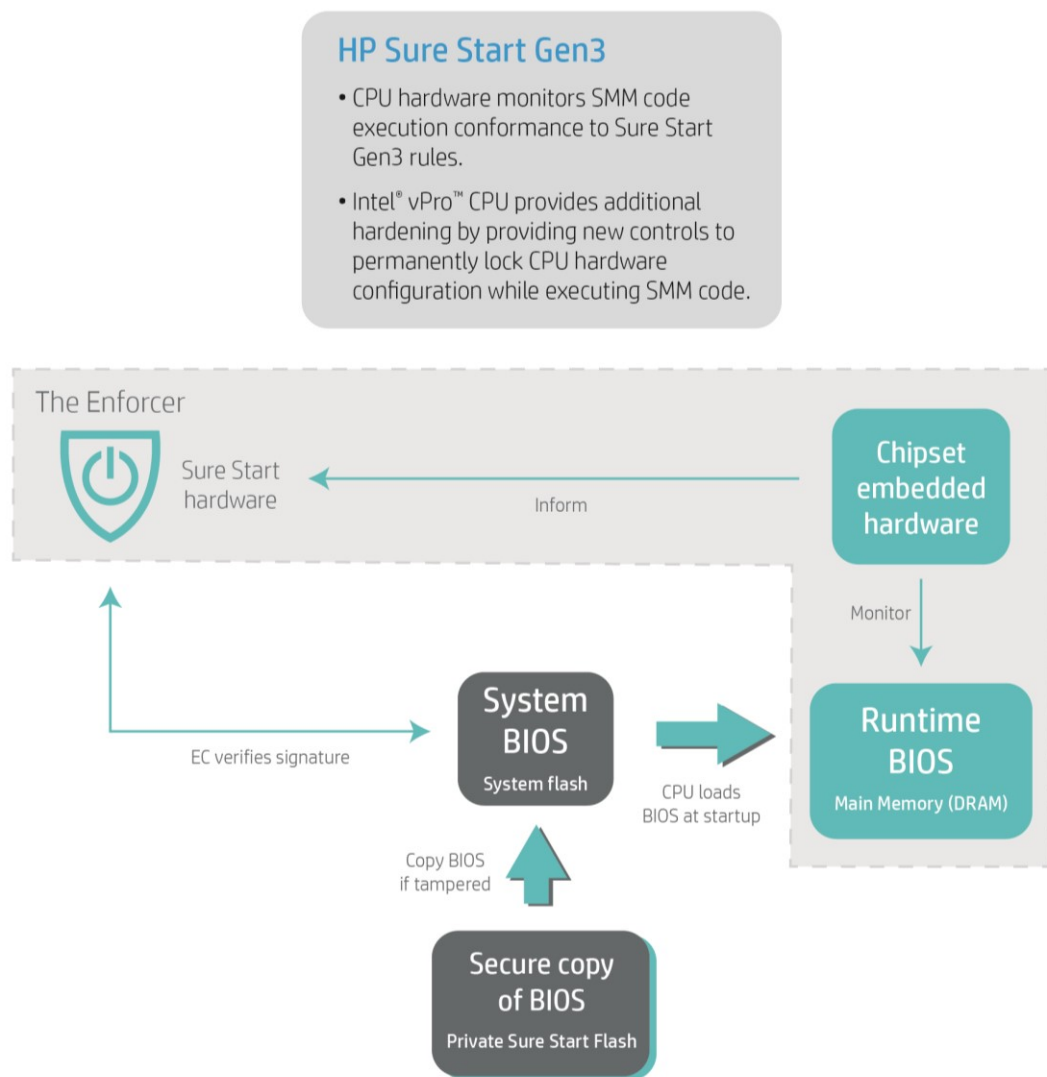 HP Sure Start Gen3
• CPU hardware monitors SMM code
execution conformance to Sure Start
Gen3 rules.
• Intel® vPro™ CPU provides additional
hardening by providing new controls to
permanently lock CPU hardware
configuration while executing SMM code.
The Enforcer
Sure Start
hardware
Inform
Chipset
embedded
hardware
Monitor
EC verifies signature
System
BIOS
System flash
CPU loads
BIOS at startup
Runtime
BIOS
Main Memory (DRAM)
Copy BIOS
if tampered
Secure copy
of BIOS
Private Sure Start Flash